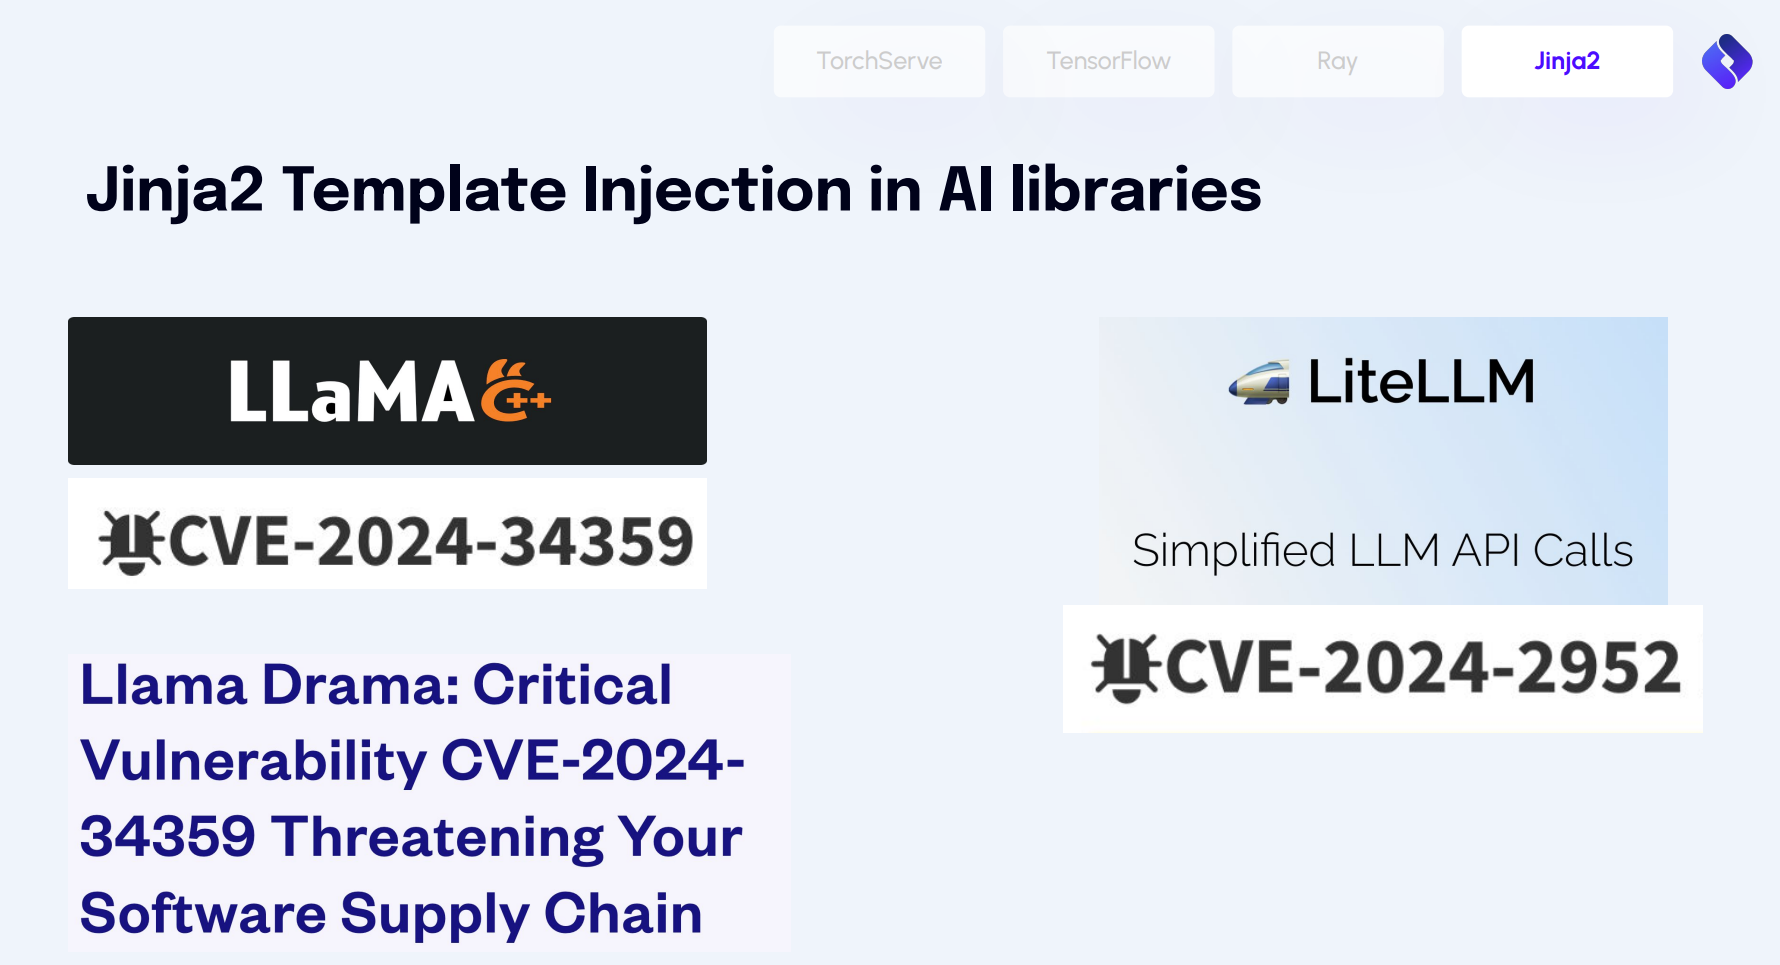 TorchServe
TensorFlow
Ray
Jinja2
Jinja2 Template Injection in AI libraries
LLaMA C++
CVE-2024-34359
Llama Drama: Critical
Vulnerability CVE-2024-
34359 Threatening Your
Software Supply Chain
🚅 LiteLLM
Simplified LLM API Calls
CVE-2024-2952